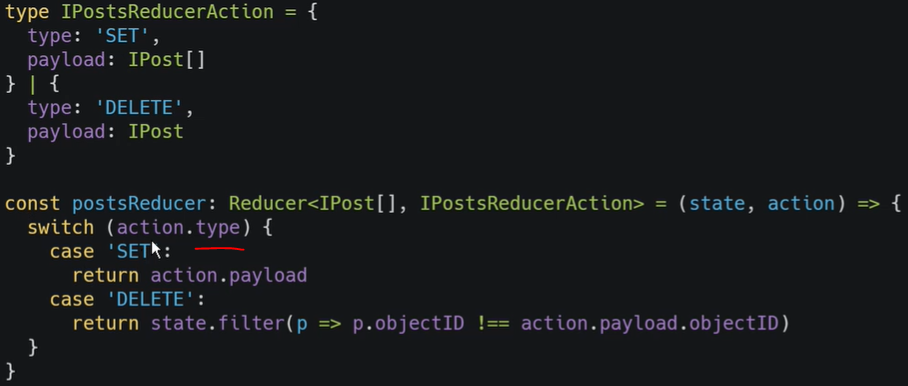 type IPostsReducerAction = {
  type: 'SET',
  payload: IPost[]
} | {
  type: 'DELETE',
  payload: IPost
}
const postsReducer: Reducer<IPost[], IPostsReducerAction> = (state, action) => {
  switch (action.type) {
    case 'SET':
      return action.payload
    case 'DELETE':
      return state.filter(p => p.objectID !== action.payload.objectID)
  }
}